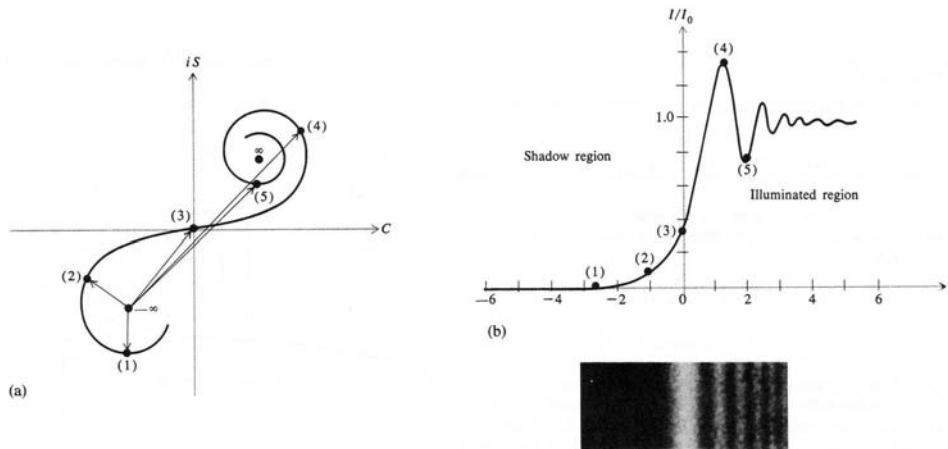 iS
(4)
∞
(5)
(3)
C
(2)
—∞
(1)
(a)
I/I₀
(4)
1.0
Shadow region
(5)
Illuminated region
(3)
(2)
(1)
−6 −4 −2 0 2 4 6
(b)